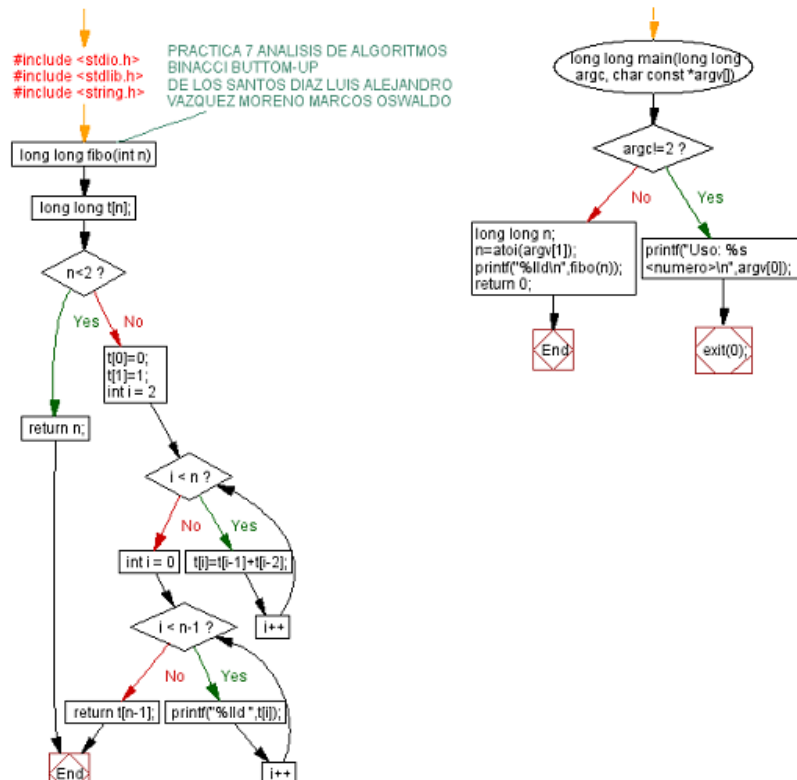 #include <stdio.h>
#include <stdlib.h>
#include <string.h>
PRACTICA 7 ANALISIS DE ALGORITMOS
BINACCI BUTTOM-UP
DE LOS SANTOS DIAZ LUIS ALEJANDRO
VAZQUEZ MORENO MARCOS OSWALDO
long long fibo(int n)
long long t[n];
n<2 ?
Yes
No
t[0]=0;
t[1]=1;
int i = 2
return n;
i < n ?
No
Yes
int i = 0
t[i]=t[i-1]+t[i-2];
i++
i < n-1 ?
No
Yes
return t[n-1];
printf("%lld ",t[i]);
i++
End
long long main(long long
argc, char const *argv[])
argc!=2 ?
No
Yes
long long n;
n=atoi(argv[1]);
printf("%lld\n",fibo(n));
return 0;
printf("Uso: %s
<numero>\n",argv[0]);
End
exit(0);